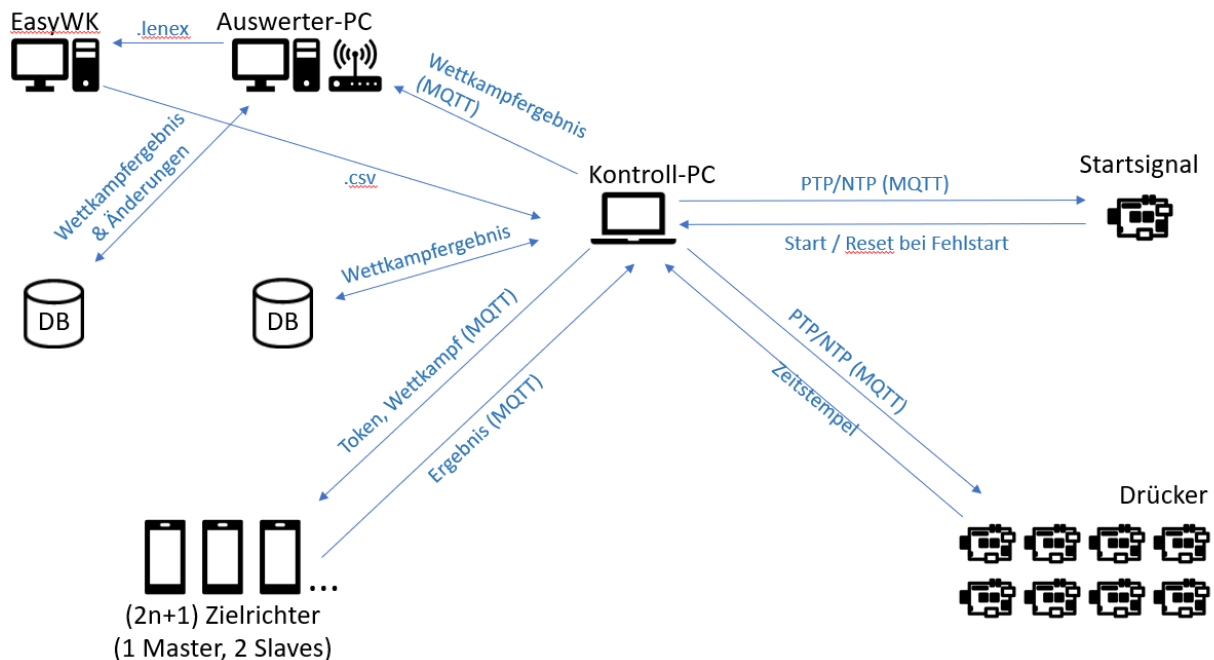 EasyWK
Auswerter-PC
.lenex
Wettkampfergebnis
(MQTT)
Wettkampfergebnis
& Änderungen
.csv
Kontroll-PC
Startsignal
PTP/NTP (MQTT)
Start / Reset bei Fehlstart
Wettkampfergebnis
DB
DB
Token, Wettkampf (MQTT)
Ergebnis (MQTT)
PTP/NTP (MQTT)
Zeitstempel
Drücker
...
(2n+1) Zielrichter
(1 Master, 2 Slaves)